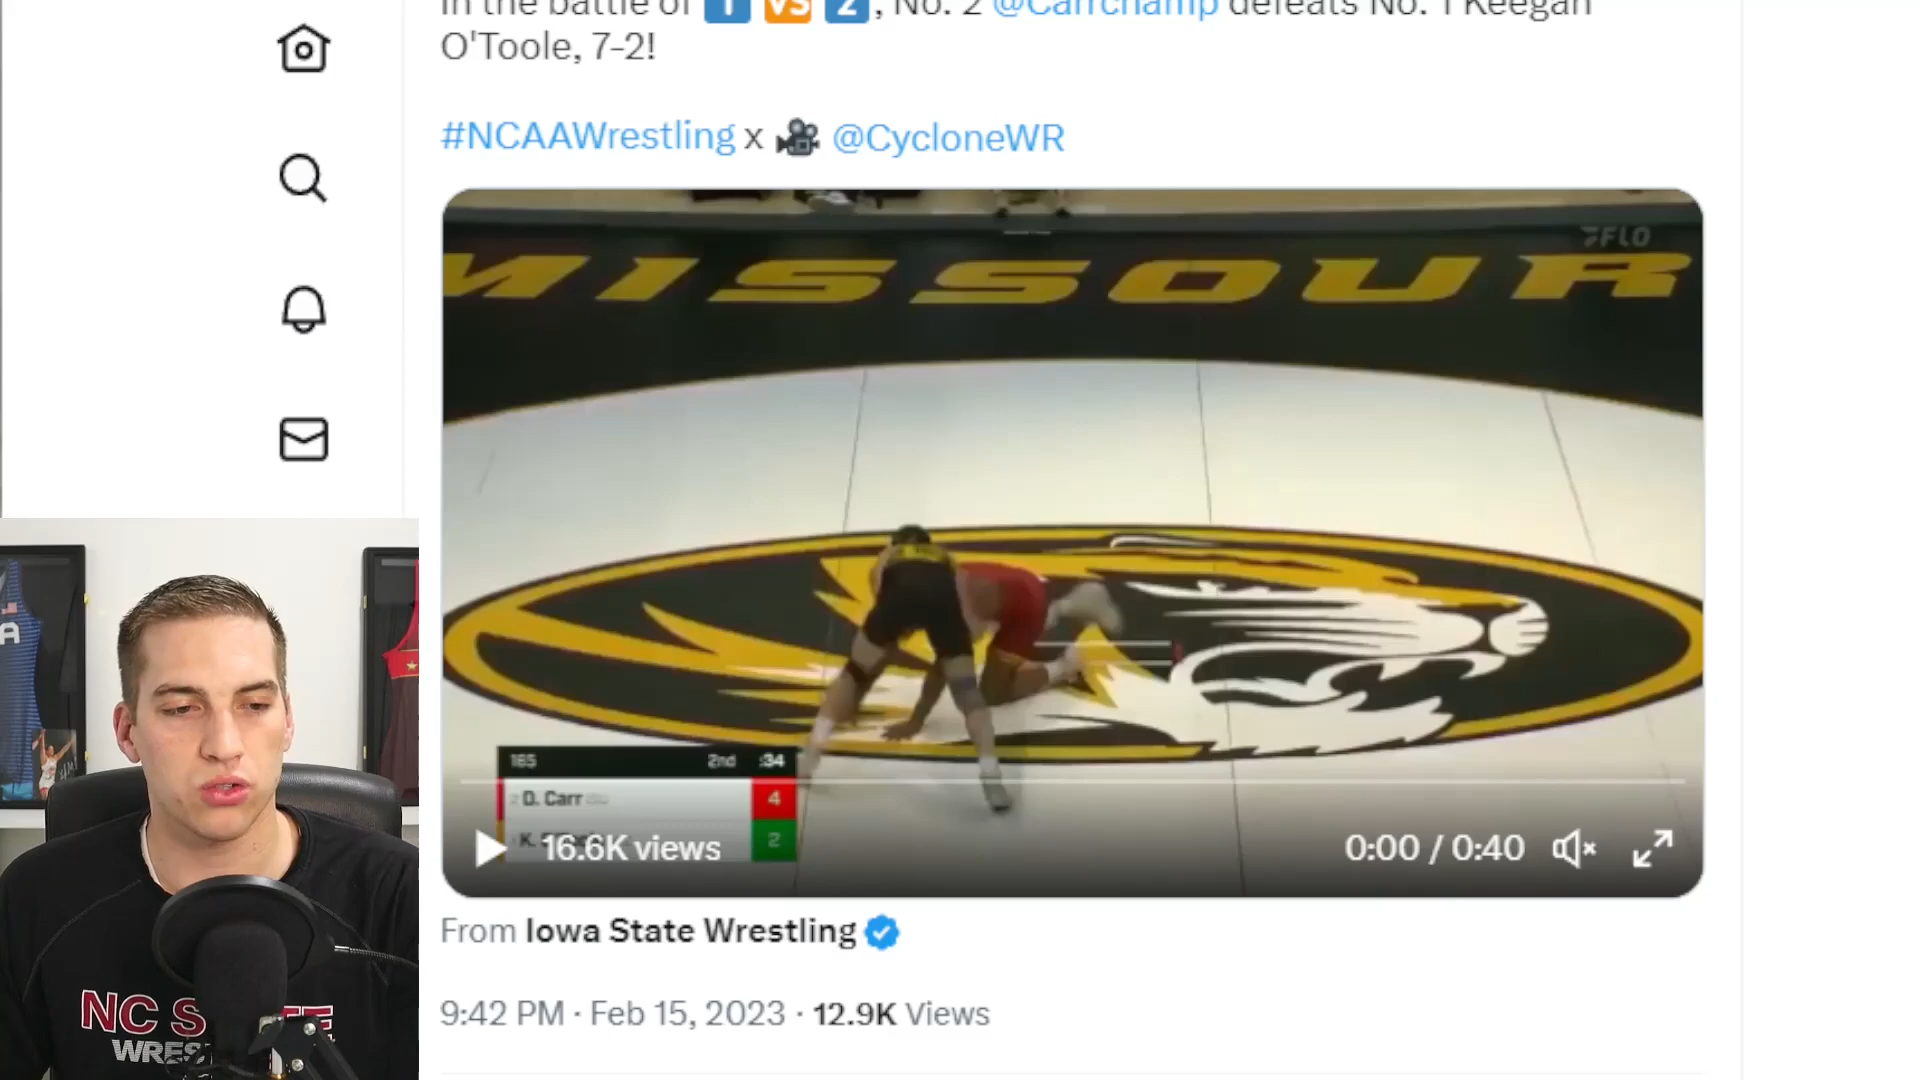 In the battle of 1 VS 2, No. 2 @Carrchamp defeats No. 1 Keegan
O'Toole, 7-2!
#NCAAWrestling x @CycloneWR
FLO
MISSOUR
165 2nd :34
D. Carr 4
K. 2
16.6K views 0:00 / 0:40
From Iowa State Wrestling
9:42 PM · Feb 15, 2023 · 12.9K Views
A
NC S
WRES